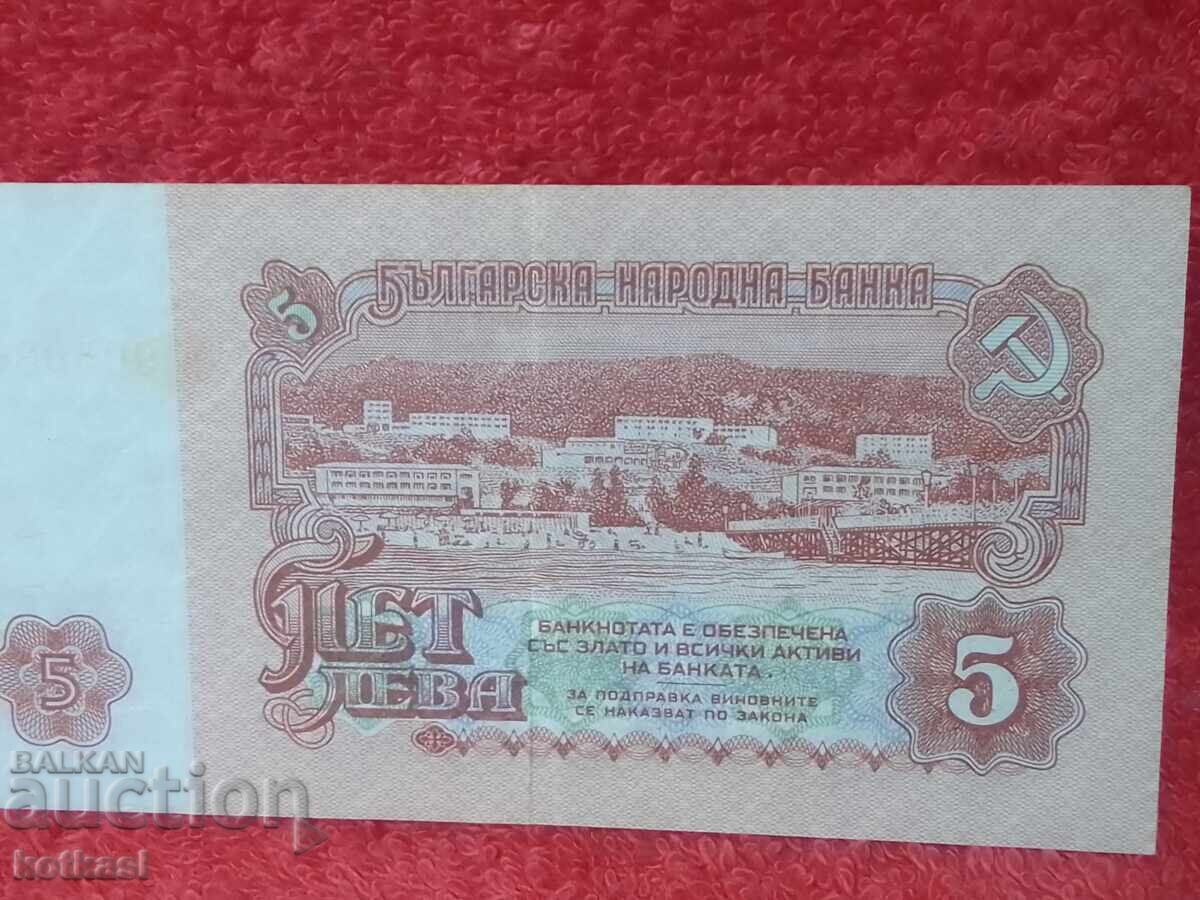 5
БЪЛГАРСКА НАРОДНА БАНКА
ПЕТ
ЛЕВА
БАНКНОТАТА Е ОБЕЗПЕЧЕНА
СЪС ЗЛАТО И ВСИЧКИ АКТИВИ
НА БАНКАТА.
ЗА ПОДПРАВКА ВИНОВНИТЕ
СЕ НАКАЗВАТ ПО ЗАКОНА
5
5
BALKAN
auction
kotkasl